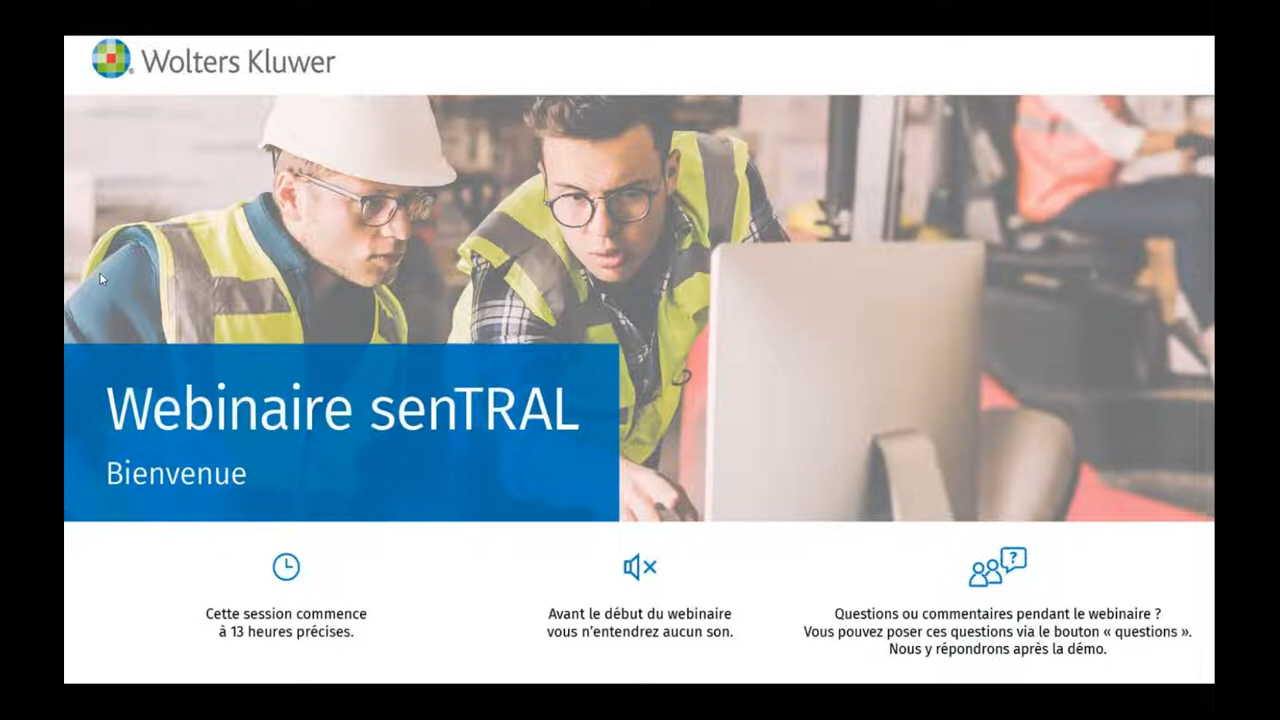 Wolters Kluwer
Webinaire senTRAL
Bienvenue
Cette session commence
à 13 heures précises.
Avant le début du webinaire
vous n'entendrez aucun son.
?
Questions ou commentaires pendant le webinaire ?
Vous pouvez poser ces questions via le bouton « questions ».
Nous y répondrons après la démo.